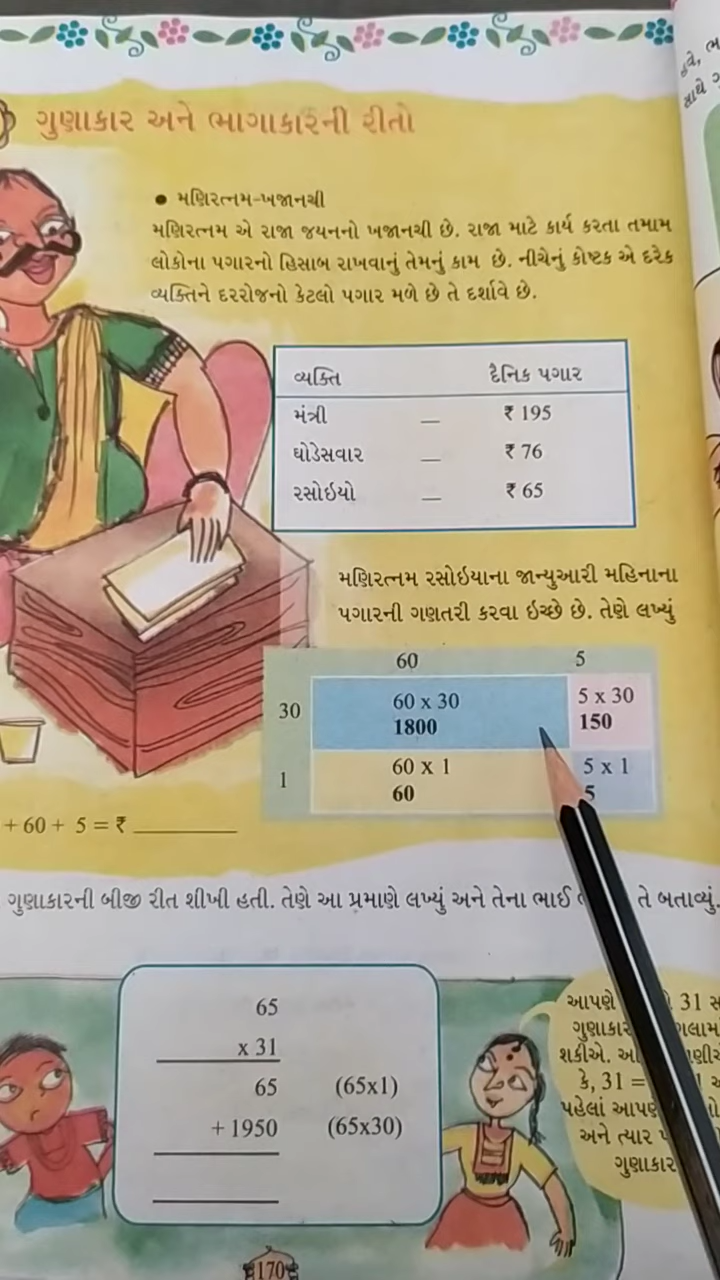 ગુણાકાર અને ભાગાકારની રીતો
● મણિરત્નમ-ખજાનચી
મણિરત્નમ એ રાજા જયનનો ખજાનચી છે. રાજા માટે કાર્ય કરતા તમામ
લોકોના પગારનો હિસાબ રાખવાનું તેમનું કામ છે. નીચેનું કોષ્ટક એ દરેક
વ્યક્તિને દરરોજનો કેટલો પગાર મળે છે તે દર્શાવે છે.
વ્યક્તિ દૈનિક પગાર
મંત્રી — ₹ 195
ઘોડેસવાર — ₹ 76
રસોઇયો — ₹ 65
મણિરત્નમ રસોઇયાના જાન્યુઆરી મહિનાના
પગારની ગણતરી કરવા ઇચ્છે છે. તેણે લખ્યું
60 5
30 60 x 30 5 x 30
1800 150
1 60 x 1 5 x 1
60 5
+ 60 + 5 = ₹ ________
ગુણાકારની બીજી રીત શીખી હતી. તેણે આ પ્રમાણે લખ્યું અને તેના ભાઈ તે બતાવ્યું.
65
x 31
65 (65x1)
+ 1950 (65x30)
આપણે 31
ગુણાકાર
શકીએ.
કે, 31 =
પહેલાં આપણ
અને ત્યાર
ગુણાકાર
170